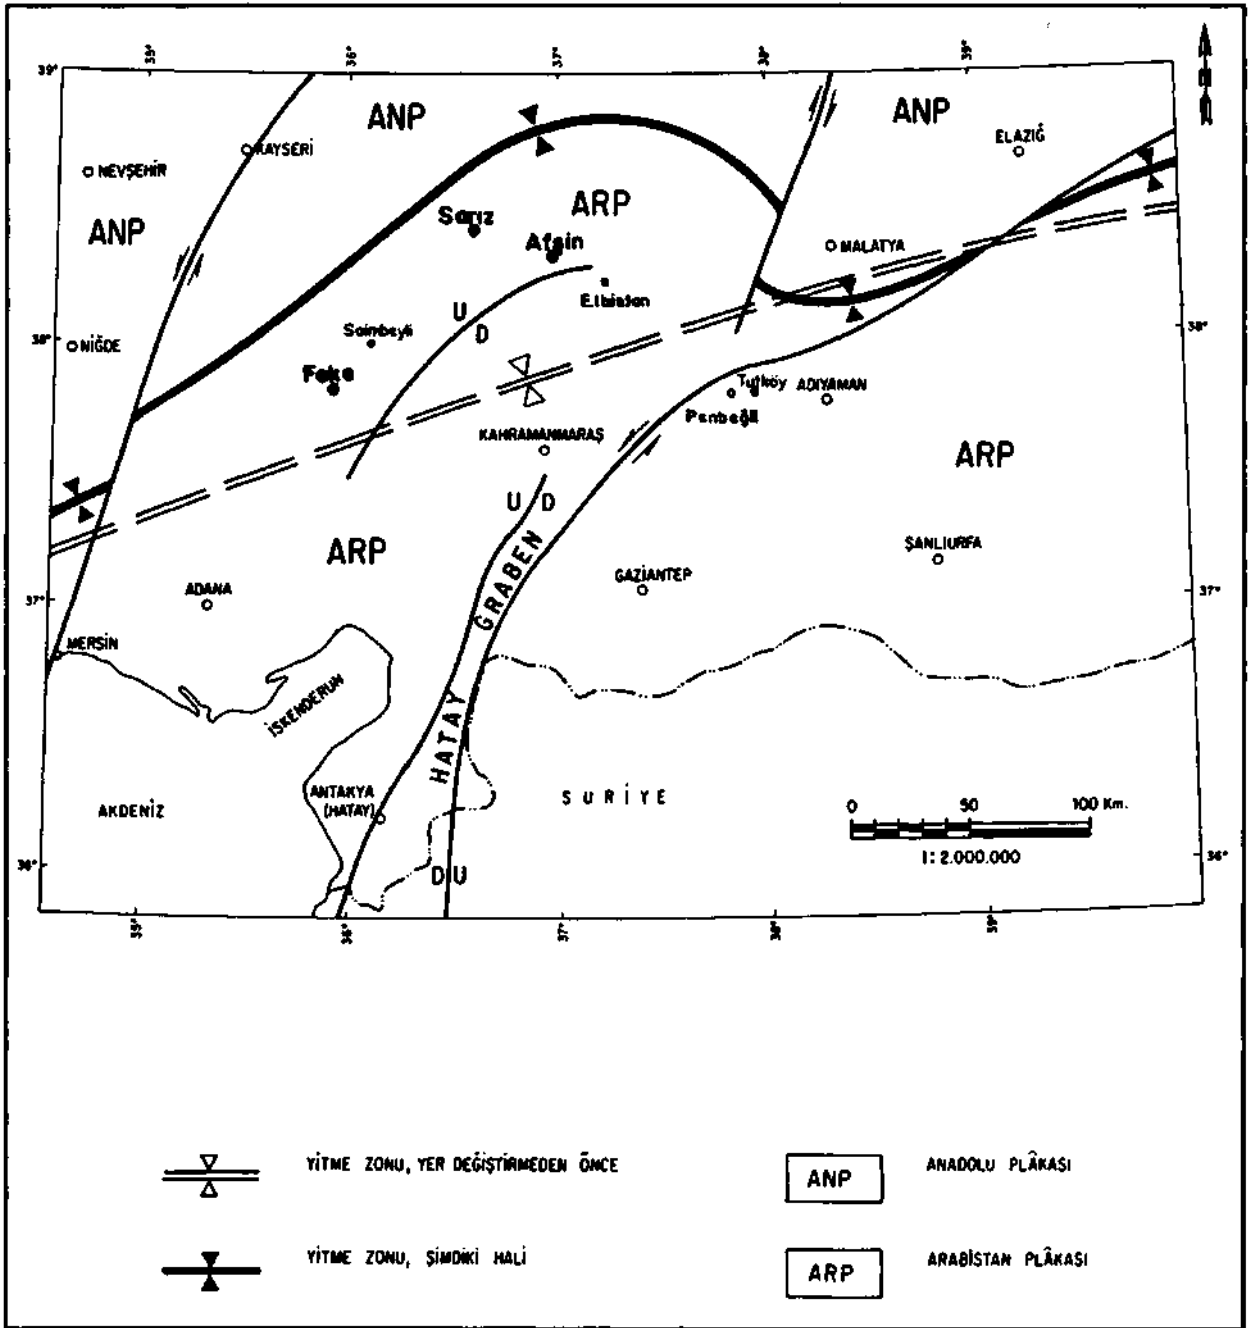 35°
36°
37°
38°
39°
39°
ANP
ANP
ELAZIĞ
KAYSERİ
NEVŞEHİR
ARP
Sarız
ANP
Afşin
MALATYA
Elbistan
U
D
38°
Saimbeyli
38°
NİĞDE
Feke
Tutköy
ADIYAMAN
Penbeğli
KAHRAMANMARAŞ
ARP
U D
ARP
ŞANLIURFA
GAZİANTEP
ADANA
37°
37°
HATAY GRABEN
MERSİN
İSKENDERUN
ANTAKYA
(HATAY)
SURİYE
AKDENİZ
0 50 100 Km.
1:2.000.000
36°
36°
D U
35°
36°
37°
38°
39°
YİTME ZONU, YER DEĞİŞTİRMEDEN ÖNCE
ANP
ANADOLU PLÂKASI
YİTME ZONU, ŞİMDİKİ HALİ
ARP
ARABİSTAN PLÂKASI